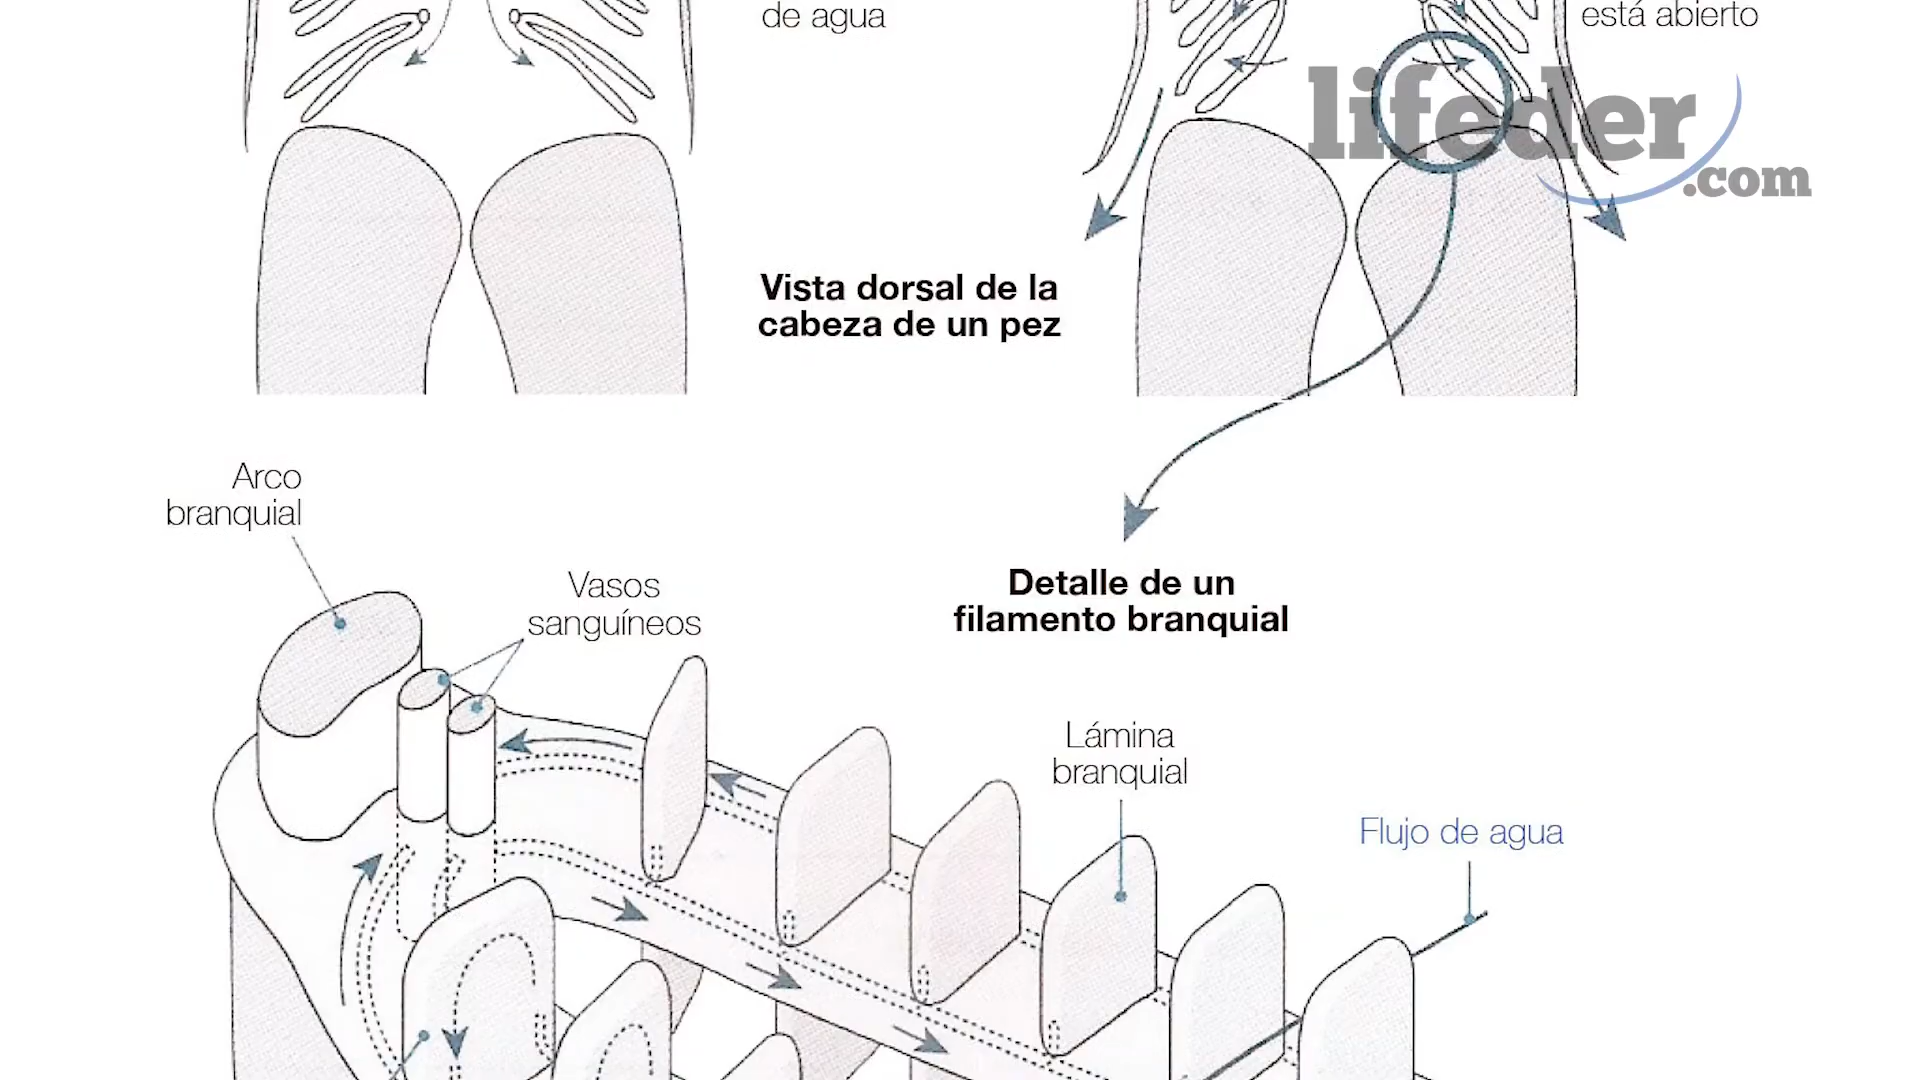 de agua
está abierto
lifeder
.com
Vista dorsal de la
cabeza de un pez
Arco
branquial
Vasos
sanguíneos
Detalle de un
filamento branquial
Lámina
branquial
Flujo de agua